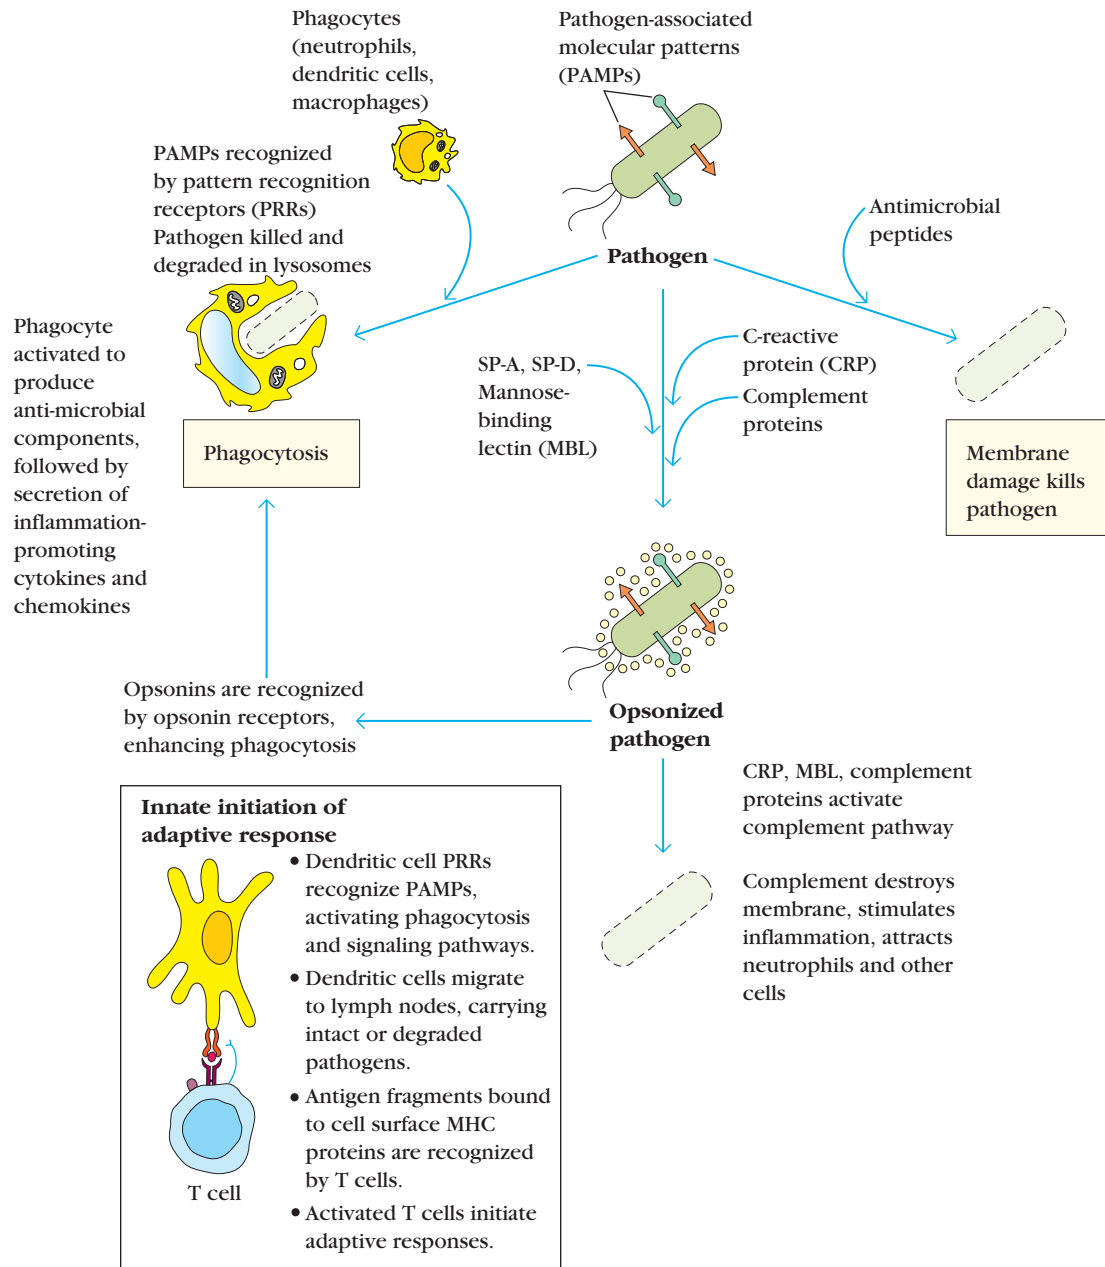 Phagocytes
(neutrophils,
dendritic cells,
macrophages)
Pathogen-associated
molecular patterns
(PAMPs)
PAMPs recognized
by pattern recognition
receptors (PRRs)
Pathogen killed and
degraded in lysosomes
Antimicrobial
peptides
Pathogen
Phagocyte
activated to
produce
anti-microbial
components,
followed by
secretion of
inflammation-
promoting
cytokines and
chemokines
Phagocytosis
SP-A, SP-D,
Mannose-
binding
lectin (MBL)
C-reactive
protein (CRP)
Complement
proteins
Membrane
damage kills
pathogen
Opsonins are recognized
by opsonin receptors,
enhancing phagocytosis
Opsonized
pathogen
CRP, MBL, complement
proteins activate
complement pathway
Complement destroys
membrane, stimulates
inflammation, attracts
neutrophils and other
cells
Innate initiation of
adaptive response
• Dendritic cell PRRs
recognize PAMPs,
activating phagocytosis
and signaling pathways.
• Dendritic cells migrate
to lymph nodes, carrying
intact or degraded
pathogens.
• Antigen fragments bound
to cell surface MHC
proteins are recognized
by T cells.
• Activated T cells initiate
adaptive responses.
T cell